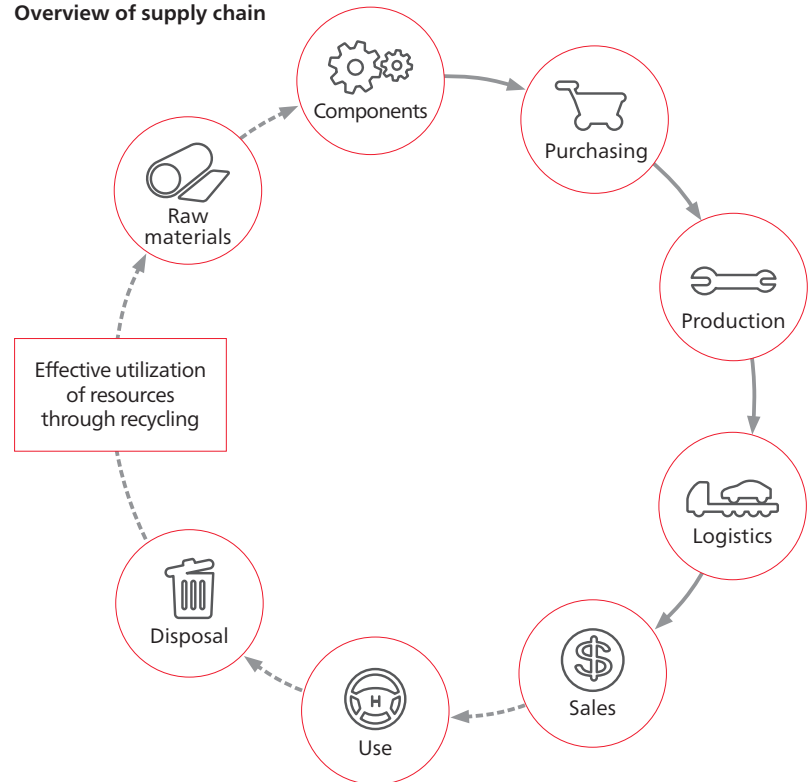 Overview of supply chain
Components
Purchasing
Production
Logistics
Sales
H
Use
Disposal
Effective utilization
of resources
through recycling
Raw
materials